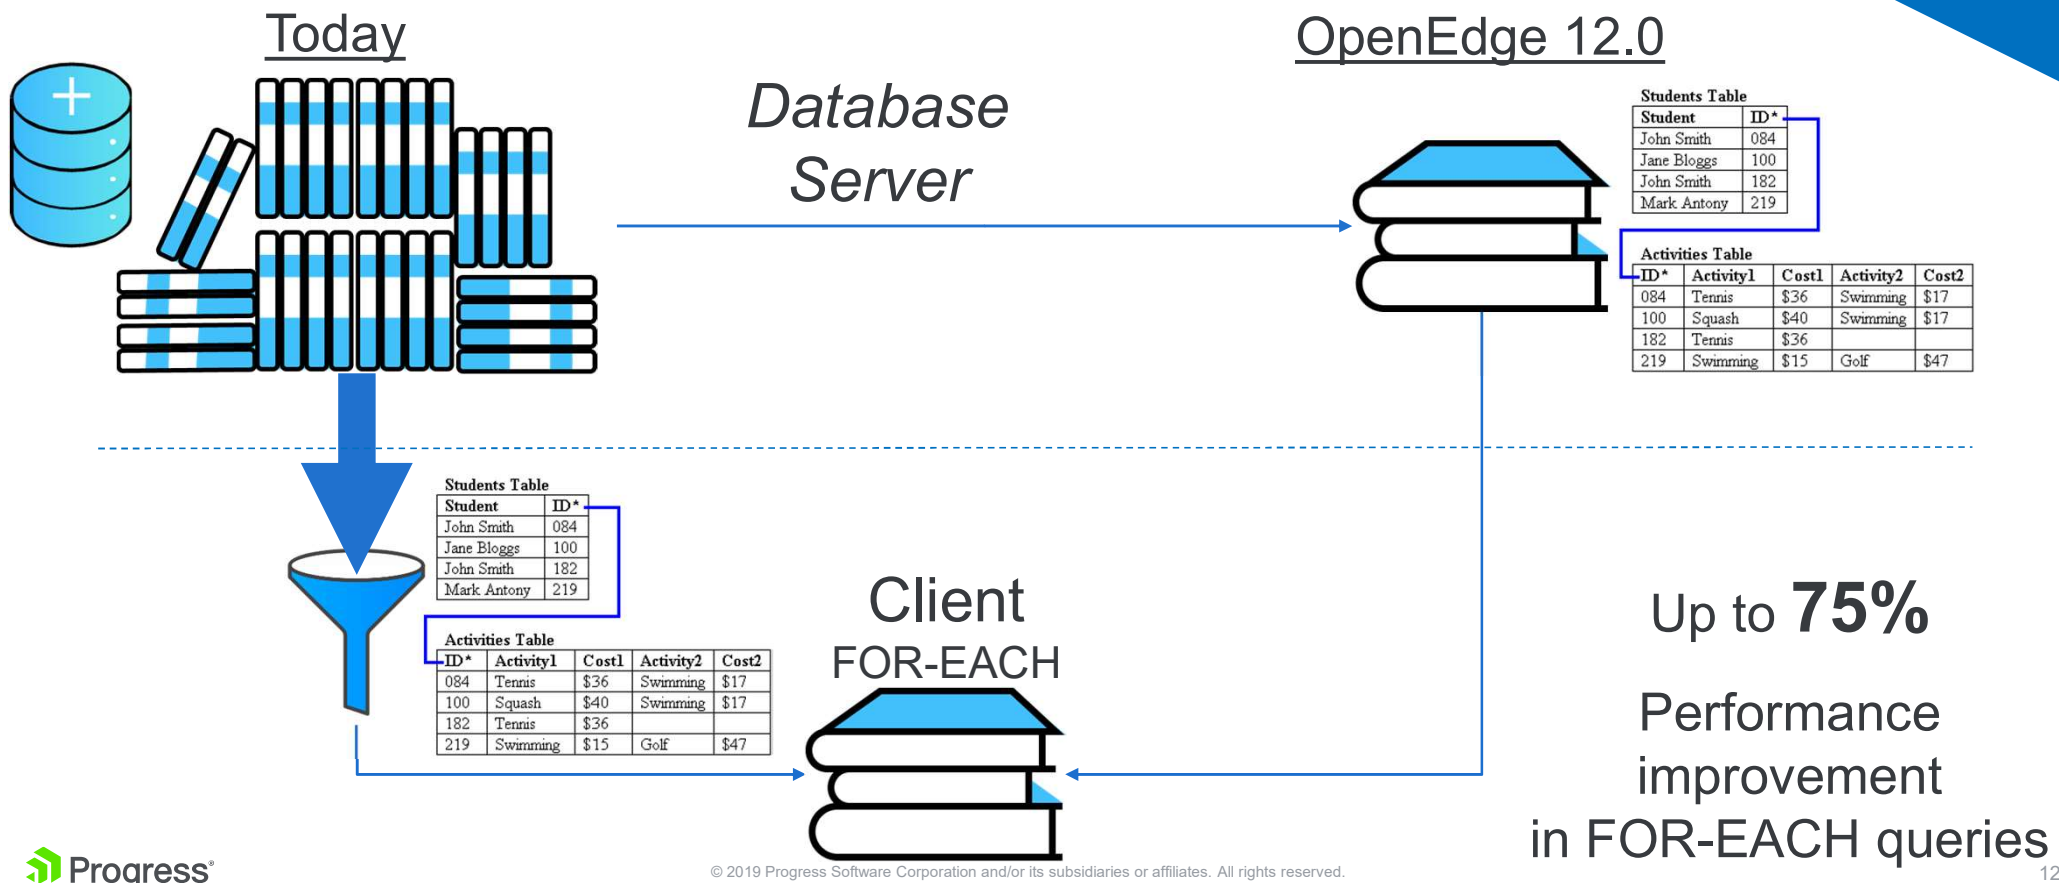 Today
OpenEdge 12.0
Database
Server
Students Table
Student ID*
John Smith 084
Jane Bloggs 100
John Smith 182
Mark Antony 219
Activities Table
ID* Activity1 Cost1 Activity2 Cost2
084 Tennis $36 Swimming $17
100 Squash $40 Swimming $17
182 Tennis $36
219 Swimming $15 Golf $47
Students Table
Student ID*
John Smith 084
Jane Bloggs 100
John Smith 182
Mark Antony 219
Activities Table
ID* Activity1 Cost1 Activity2 Cost2
084 Tennis $36 Swimming $17
100 Squash $40 Swimming $17
182 Tennis $36
219 Swimming $15 Golf $47
Client
FOR-EACH
Up to 75%
Performance
improvement
in FOR-EACH queries
Progress®
© 2019 Progress Software Corporation and/or its subsidiaries or affiliates. All rights reserved.
12